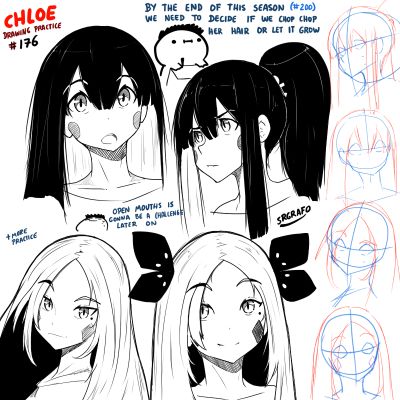 CHLOE
DRAWING PRACTICE
#176
BY THE END OF THIS SEASON (#200)
WE NEED TO DECIDE IF WE CHOP CHOP
HER HAIR OR LET IT GROW
OPEN MOUTHS IS
GONNA BE A CHALLENGE
LATER ON
SRGRAFO
+MORE
PRACTICE